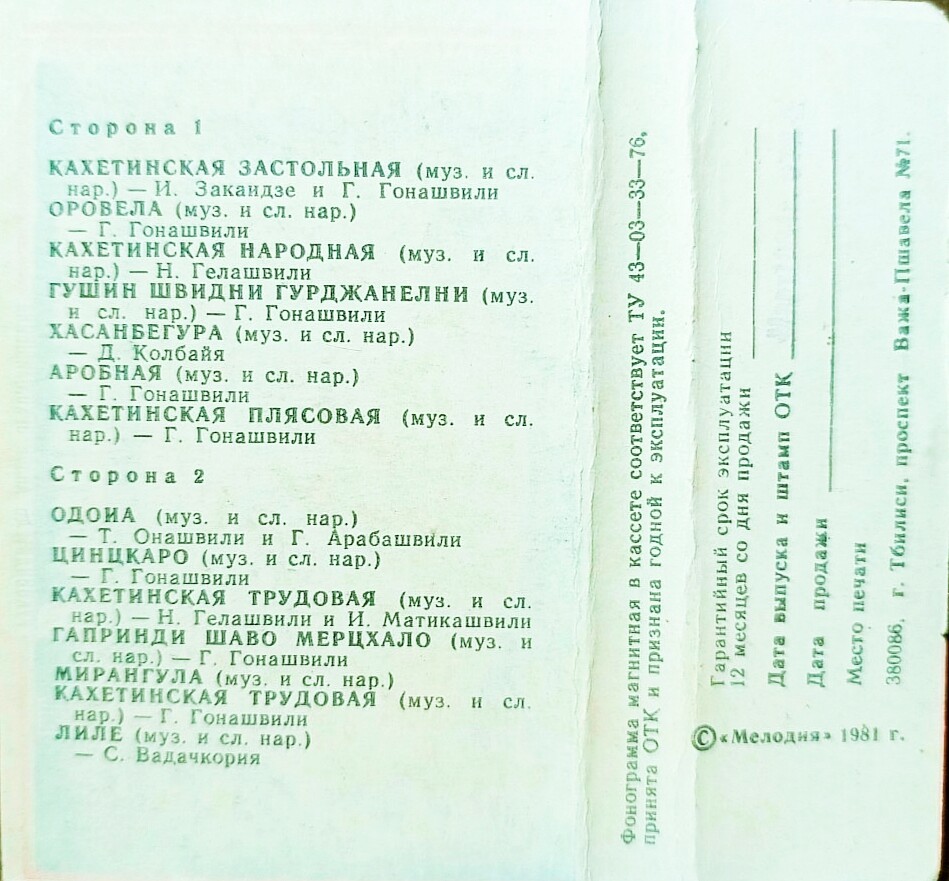 Сторона 1
КАХЕТИНСКАЯ ЗАСТОЛЬНАЯ (муз. и сл.
нар.) — И. Закаидзе и Г. Гонашвили
ОРОВЕЛА (муз. и сл. нар.)
— Г. Гонашвили
КАХЕТИНСКАЯ НАРОДНАЯ (муз. и сл.
нар.) — Н. Гелашвили
ГУШИН ШВИДНИ ГУРДЖАНЕЛНИ (муз.
и сл. нар.) — Г. Гонашвили
ХАСАНБЕГУРА (муз. и сл. нар.)
— Д. Колбайя
АРОБНАЯ (муз. и сл. нар.)
— Г. Гонашвили
КАХЕТИНСКАЯ ПЛЯСОВАЯ (муз. и сл.
нар.) — Г. Гонашвили
Сторона 2
ОДОИА (муз. и сл. нар.)
— Т. Онашвили и Г. Арабашвили
ЦИНЦКАРО (муз. и сл. нар.)
— Г. Гонашвили
КАХЕТИНСКАЯ ТРУДОВАЯ (муз. и сл.
нар.) — Н. Гелашвили и И. Матикашвили
ГАПРИНДИ ШАВО МЕРЦХАЛО (муз. и
сл. нар.) — Г. Гонашвили
МИРАНГУЛА (муз. и сл. нар.)
КАХЕТИНСКАЯ ТРУДОВАЯ (муз. и сл.
нар.) — Г. Гонашвили
ЛИЛЕ (муз. и сл. нар.)
— С. Вадачкория
Фонограмма магнитная в кассете соответствует ТУ 43—03—33—76,
принята ОТК и признана годной к эксплуатации.
Гарантийный срок эксплуатации
12 месяцев со дня продажи
Дата выпуска и штамп ОТК
Дата продажи
Место печати
380086, г. Тбилиси, проспект Важа-Пшавела №71.
© «Мелодия» 1981 г.